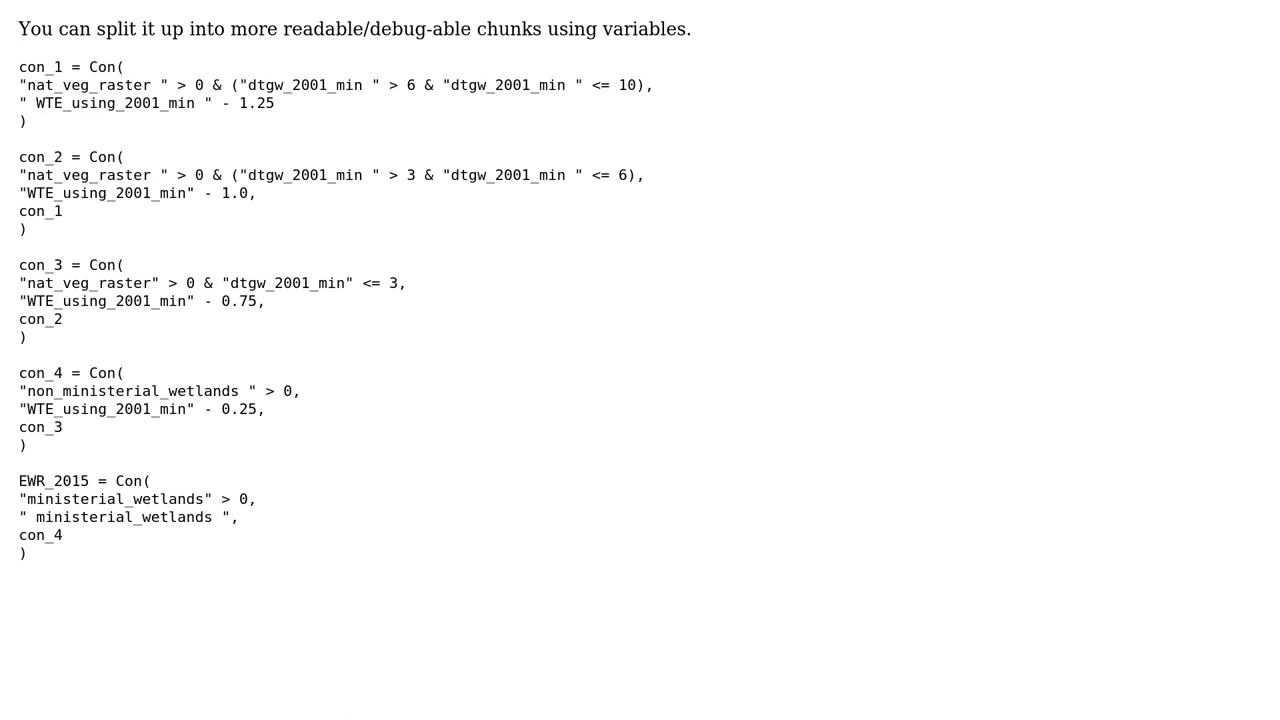 You can split it up into more readable/debug-able chunks using variables.
con_1 = Con(
"nat_veg_raster " > 0 & ("dtgw_2001_min " > 6 & "dtgw_2001_min " <= 10),
" WTE_using_2001_min " - 1.25
)
con_2 = Con(
"nat_veg_raster " > 0 & ("dtgw_2001_min " > 3 & "dtgw_2001_min " <= 6),
"WTE_using_2001_min" - 1.0,
con_1
)
con_3 = Con(
"nat_veg_raster" > 0 & "dtgw_2001_min" <= 3,
"WTE_using_2001_min" - 0.75,
con_2
)
con_4 = Con(
"non_ministerial_wetlands " > 0,
"WTE_using_2001_min" - 0.25,
con_3
)
EWR_2015 = Con(
"ministerial_wetlands" > 0,
" ministerial_wetlands ",
con_4
)